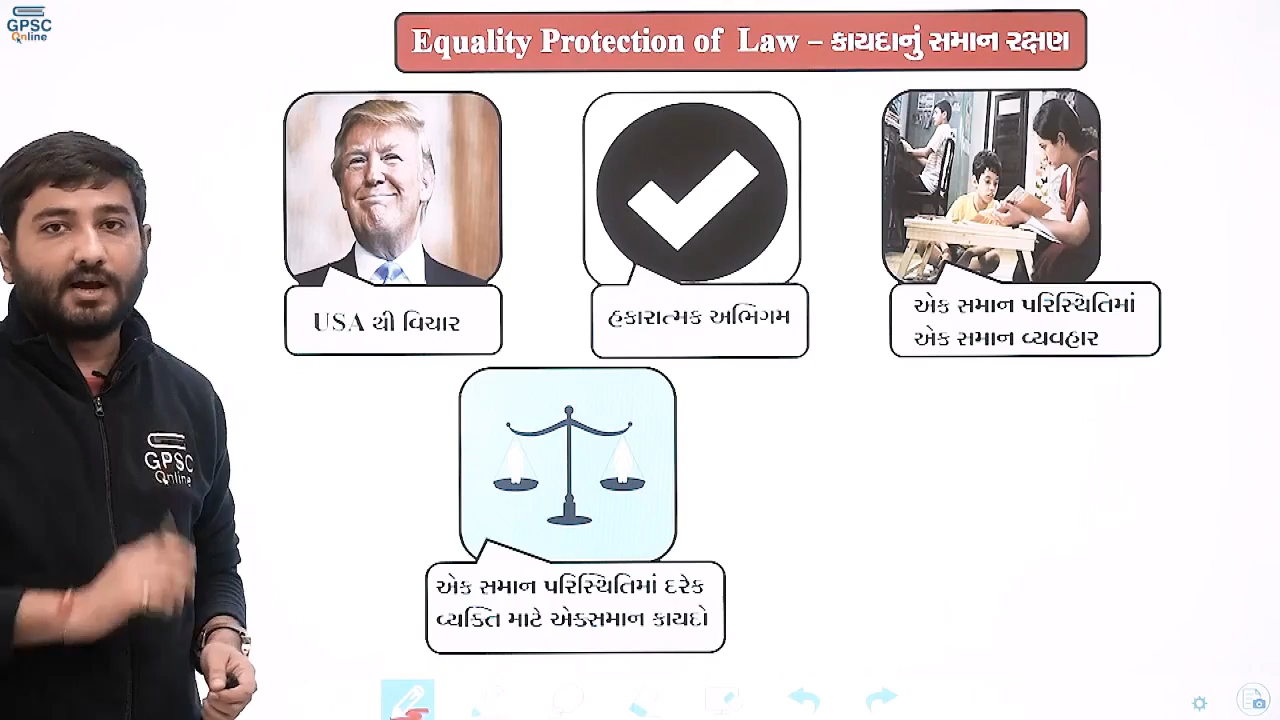 GPSC
Online
Equality Protection of Law – કાયદાનું સમાન રક્ષણ
USA થી વિચાર
હકારાત્મક અભિગમ
એક સમાન પરિસ્થિતિમાં
એક સમાન વ્યવહાર
GPSC
Online
એક સમાન પરિસ્થિતિમાં દરેક
વ્યક્તિ માટે એકસમાન કાયદો